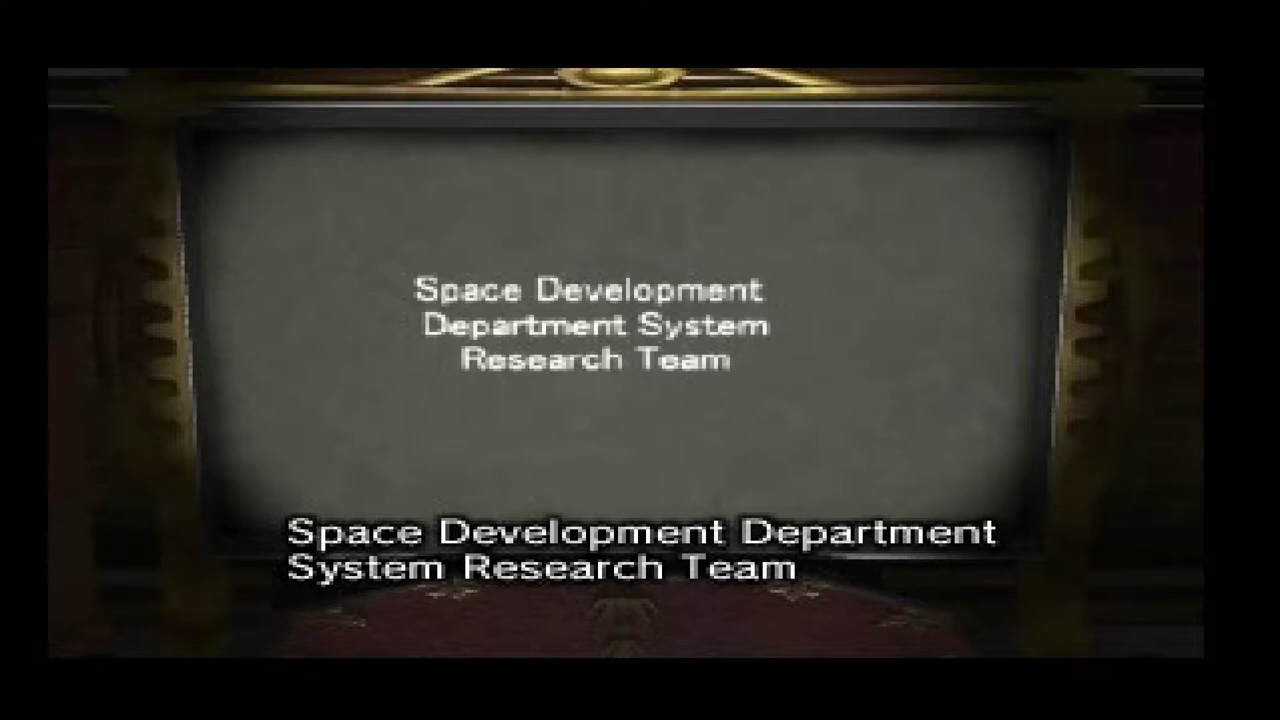 Space Development
Department System
Research Team
Space Development Department
System Research Team